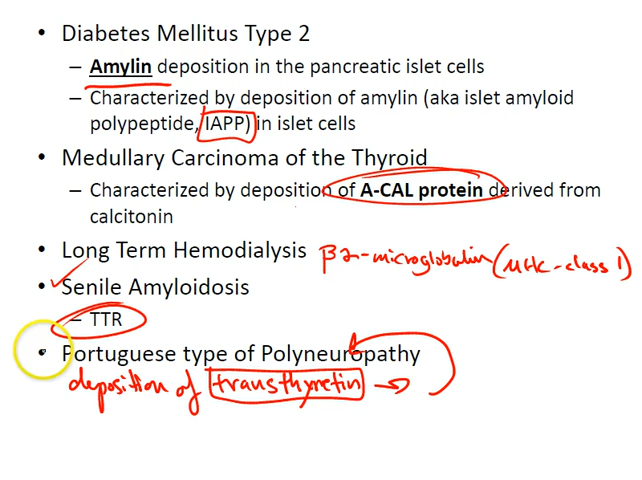 • Diabetes Mellitus Type 2
– Amylin deposition in the pancreatic islet cells
– Characterized by deposition of amylin (aka islet amyloid
polypeptide, IAPP) in islet cells
• Medullary Carcinoma of the Thyroid
– Characterized by deposition of A-CAL protein derived from
calcitonin
• Long Term Hemodialysis β2-microglobulin (MHC-class 1)
• Senile Amyloidosis
– TTR
• Portuguese type of Polyneuropathy
deposition of transthyretin →